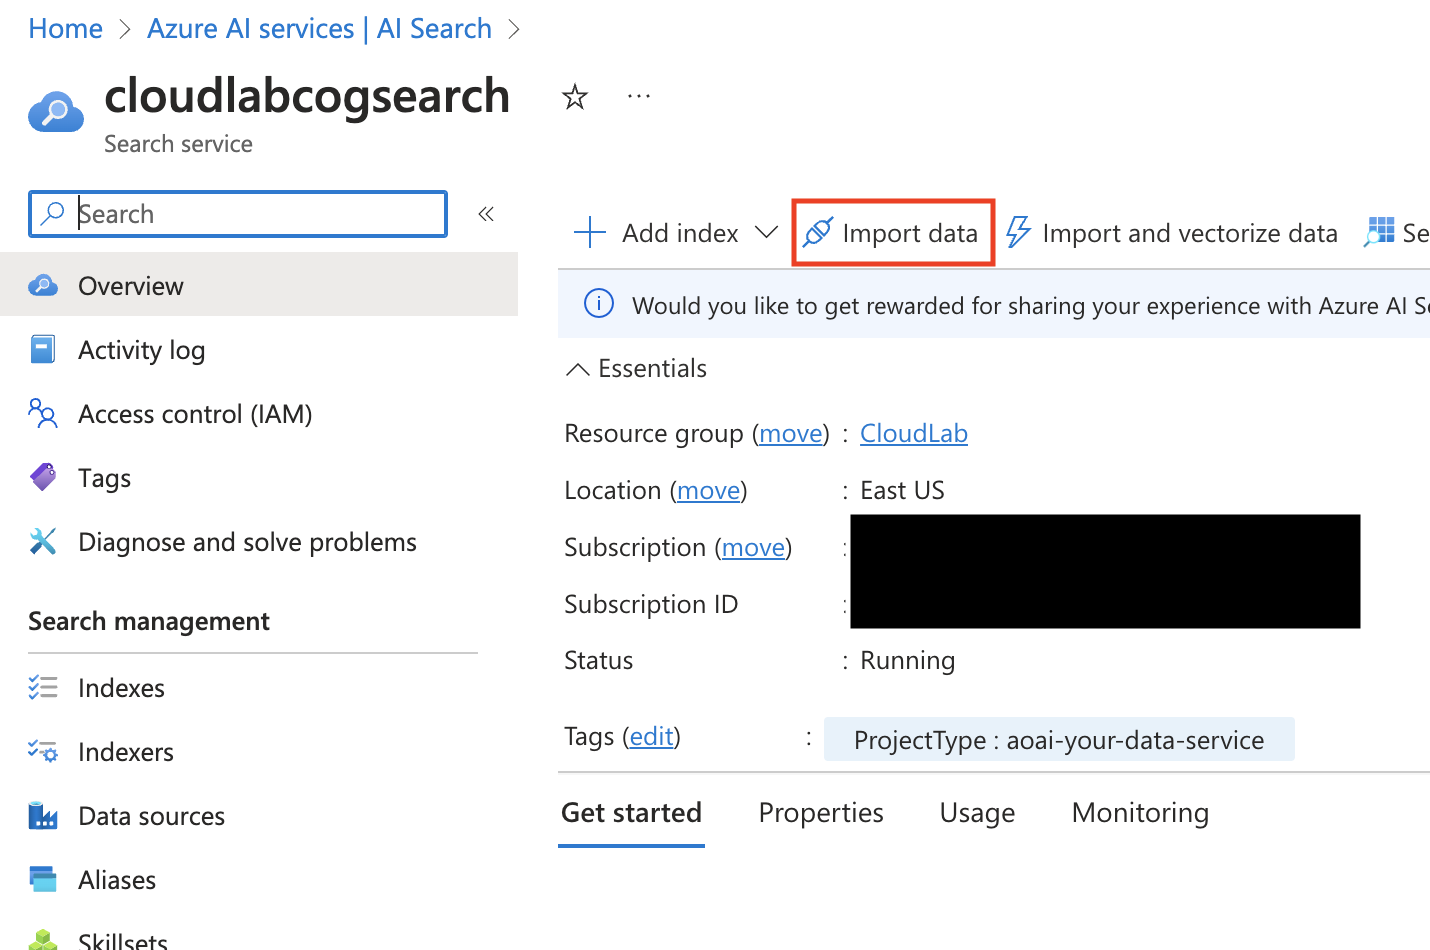 Home > Azure AI services | AI Search >
cloudlabcogsearch
Search service
Search
Overview
Activity log
Access control (IAM)
Tags
Diagnose and solve problems
Search management
Indexes
Indexers
Data sources
Aliases
Skillsets
Add index
Import data
Import and vectorize data
Se
Would you like to get rewarded for sharing your experience with Azure AI Se
Essentials
Resource group (move) : CloudLab
Location (move) : East US
Subscription (move) :
Subscription ID :
Status : Running
Tags (edit) : ProjectType : aoai-your-data-service
Get started
Properties
Usage
Monitoring